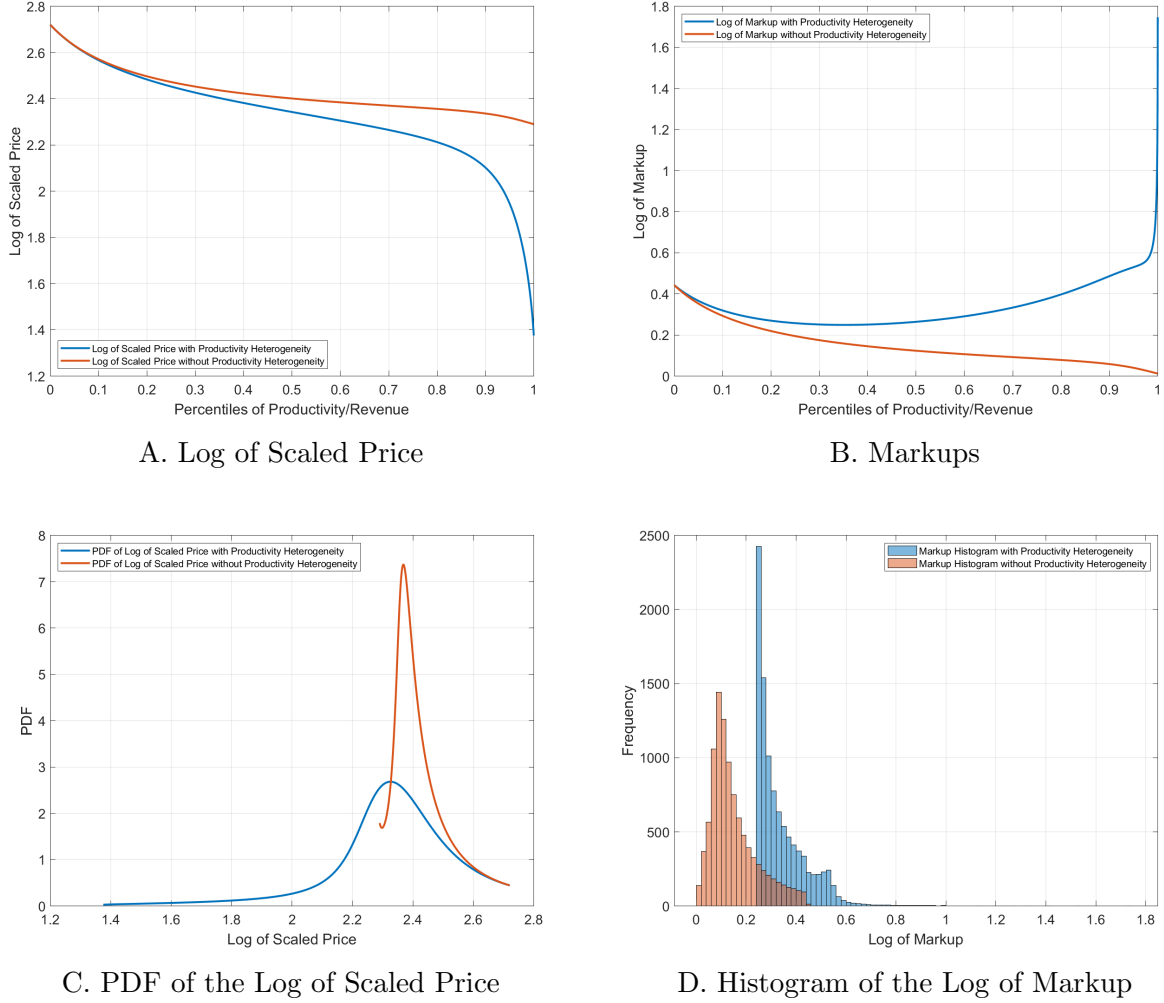 2.8
2.6
2.4
2.2
2
1.8
1.6
1.4
1.2
Log of Scaled Price
Log of Scaled Price with Productivity Heterogeneity
Log of Scaled Price without Productivity Heterogeneity
0 0.1 0.2 0.3 0.4 0.5 0.6 0.7 0.8 0.9 1
Percentiles of Productivity/Revenue
A. Log of Scaled Price
1.8
1.6
1.4
1.2
1
0.8
0.6
0.4
0.2
0
Log of Markup
Log of Markup with Productivity Heterogeneity
Log of Markup without Productivity Heterogeneity
0 0.1 0.2 0.3 0.4 0.5 0.6 0.7 0.8 0.9 1
Percentiles of Productivity/Revenue
B. Markups
8
7
6
5
4
3
2
1
0
PDF
PDF of Log of Scaled Price with Productivity Heterogeneity
PDF of Log of Scaled Price without Productivity Heterogeneity
1.2 1.4 1.6 1.8 2 2.2 2.4 2.6 2.8
Log of Scaled Price
C. PDF of the Log of Scaled Price
2500
2000
1500
1000
500
0
Frequency
Markup Histogram with Productivity Heterogeneity
Markup Histogram without Productivity Heterogeneity
0 0.2 0.4 0.6 0.8 1 1.2 1.4 1.6 1.8
Log of Markup
D. Histogram of the Log of Markup